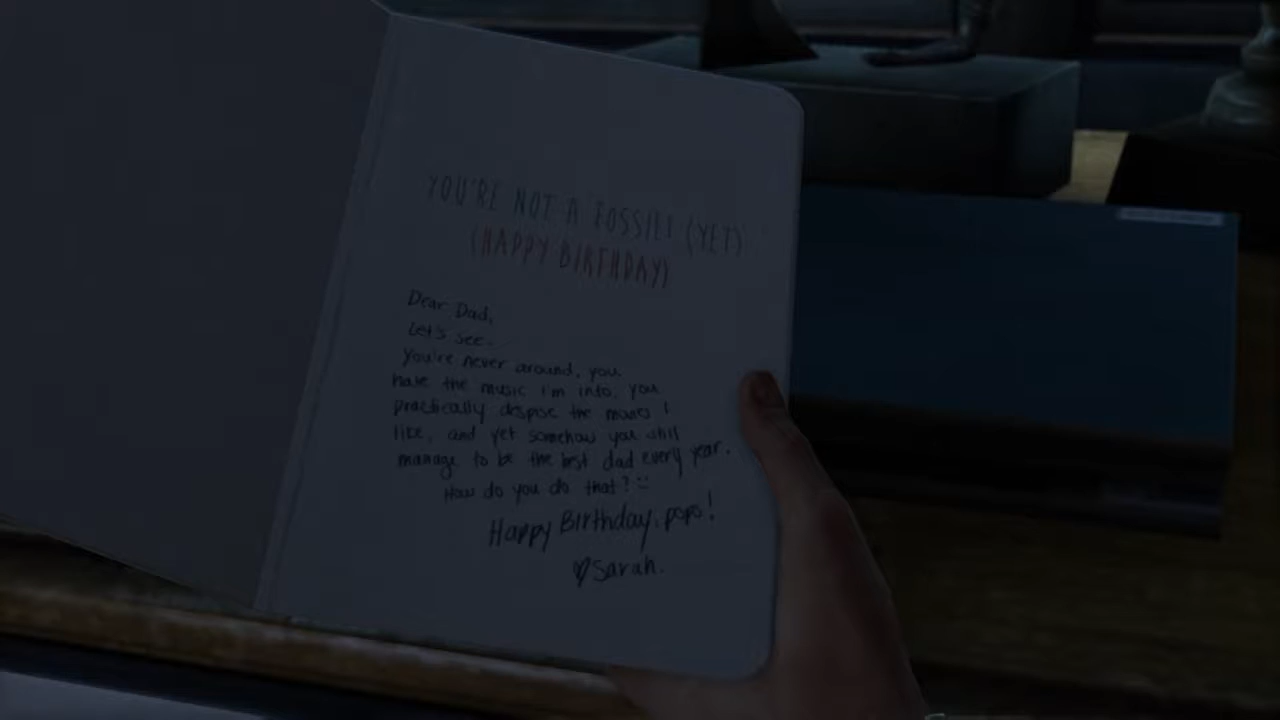 YOU'RE NOT A FOSSIL! (YET)
(HAPPY BIRTHDAY)
Dear Dad,
Let's see...
You're never around, you
hate the music i'm into, you
practically despise the movies i
like, and yet somehow you still
manage to be the best dad every year.
How do you do that? :)
Happy Birthday, pops!
♡ Sarah.